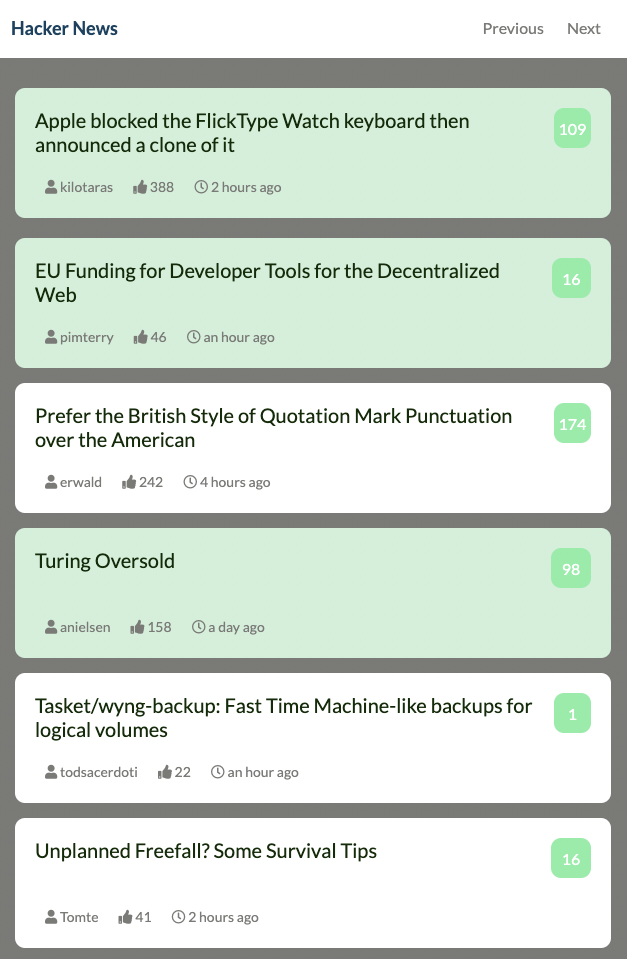 Hacker News Previous Next
Apple blocked the FlickType Watch keyboard then
announced a clone of it
109
kilotaras 388 2 hours ago
EU Funding for Developer Tools for the Decentralized
Web
16
pimterry 46 an hour ago
Prefer the British Style of Quotation Mark Punctuation
over the American
174
erwald 242 4 hours ago
Turing Oversold
98
anielsen 158 a day ago
Tasket/wyng-backup: Fast Time Machine-like backups for
logical volumes
1
todsacerdoti 22 an hour ago
Unplanned Freefall? Some Survival Tips
16
Tomte 41 2 hours ago